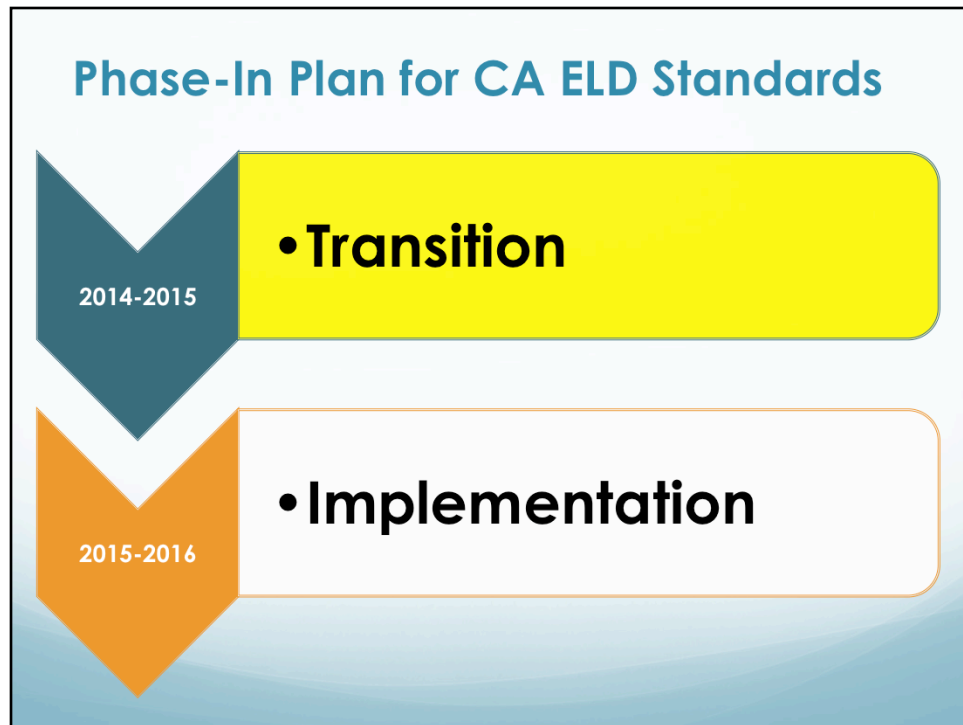 Phase-In Plan for CA ELD Standards
2014-2015
•Transition
2015-2016
•Implementation